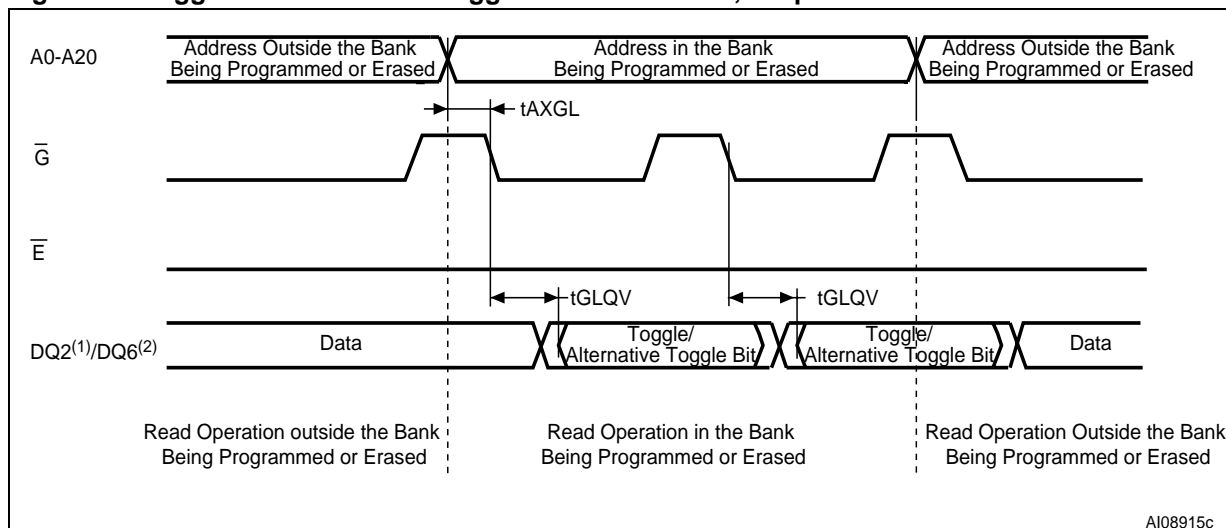 A0-A20
Address Outside the Bank
Being Programmed or Erased
Address in the Bank
Being Programmed or Erased
Address Outside the Bank
Being Programmed or Erased
tAXGL
G
E
tGLQV
tGLQV
DQ2(1)/DQ6(2)
Data
Toggle/
Alternative Toggle Bit
Toggle/
Alternative Toggle Bit
Data
Read Operation outside the Bank
Being Programmed or Erased
Read Operation in the Bank
Being Programmed or Erased
Read Operation Outside the Bank
Being Programmed or Erased
AI08915c